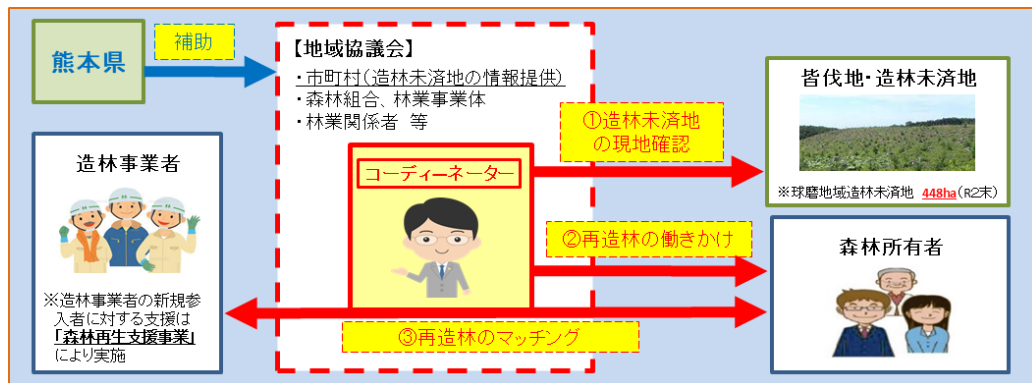 熊本県
補助
【地域協議会】
・市町村(造林未済地の情報提供)
・森林組合、林業事業体
・林業関係者 等
コーディーネーター
①造林未済地
の現地確認
②再造林の働きかけ
③再造林のマッチング
皆伐地・造林未済地
※球磨地域造林未済地 448ha(R2末)
森林所有者
造林事業者
※造林事業者の新規参
入者に対する支援は
「森林再生支援事業」
により実施